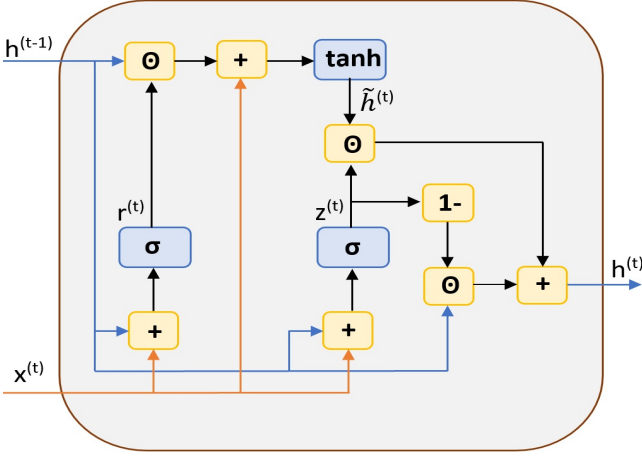 h(t-1)
ʘ
+
tanh
h̃(t)
ʘ
r(t)
z(t)
1-
σ
σ
ʘ
+
h(t)
+
+
x(t)